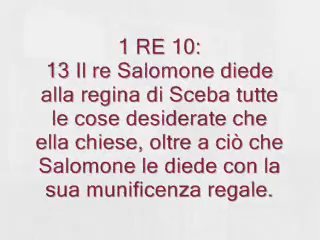 1 RE 10:
13 Il re Salomone diede
alla regina di Sceba tutte
le cose desiderate che
ella chiese, oltre a ciò che
Salomone le diede con la
sua munificenza regale.